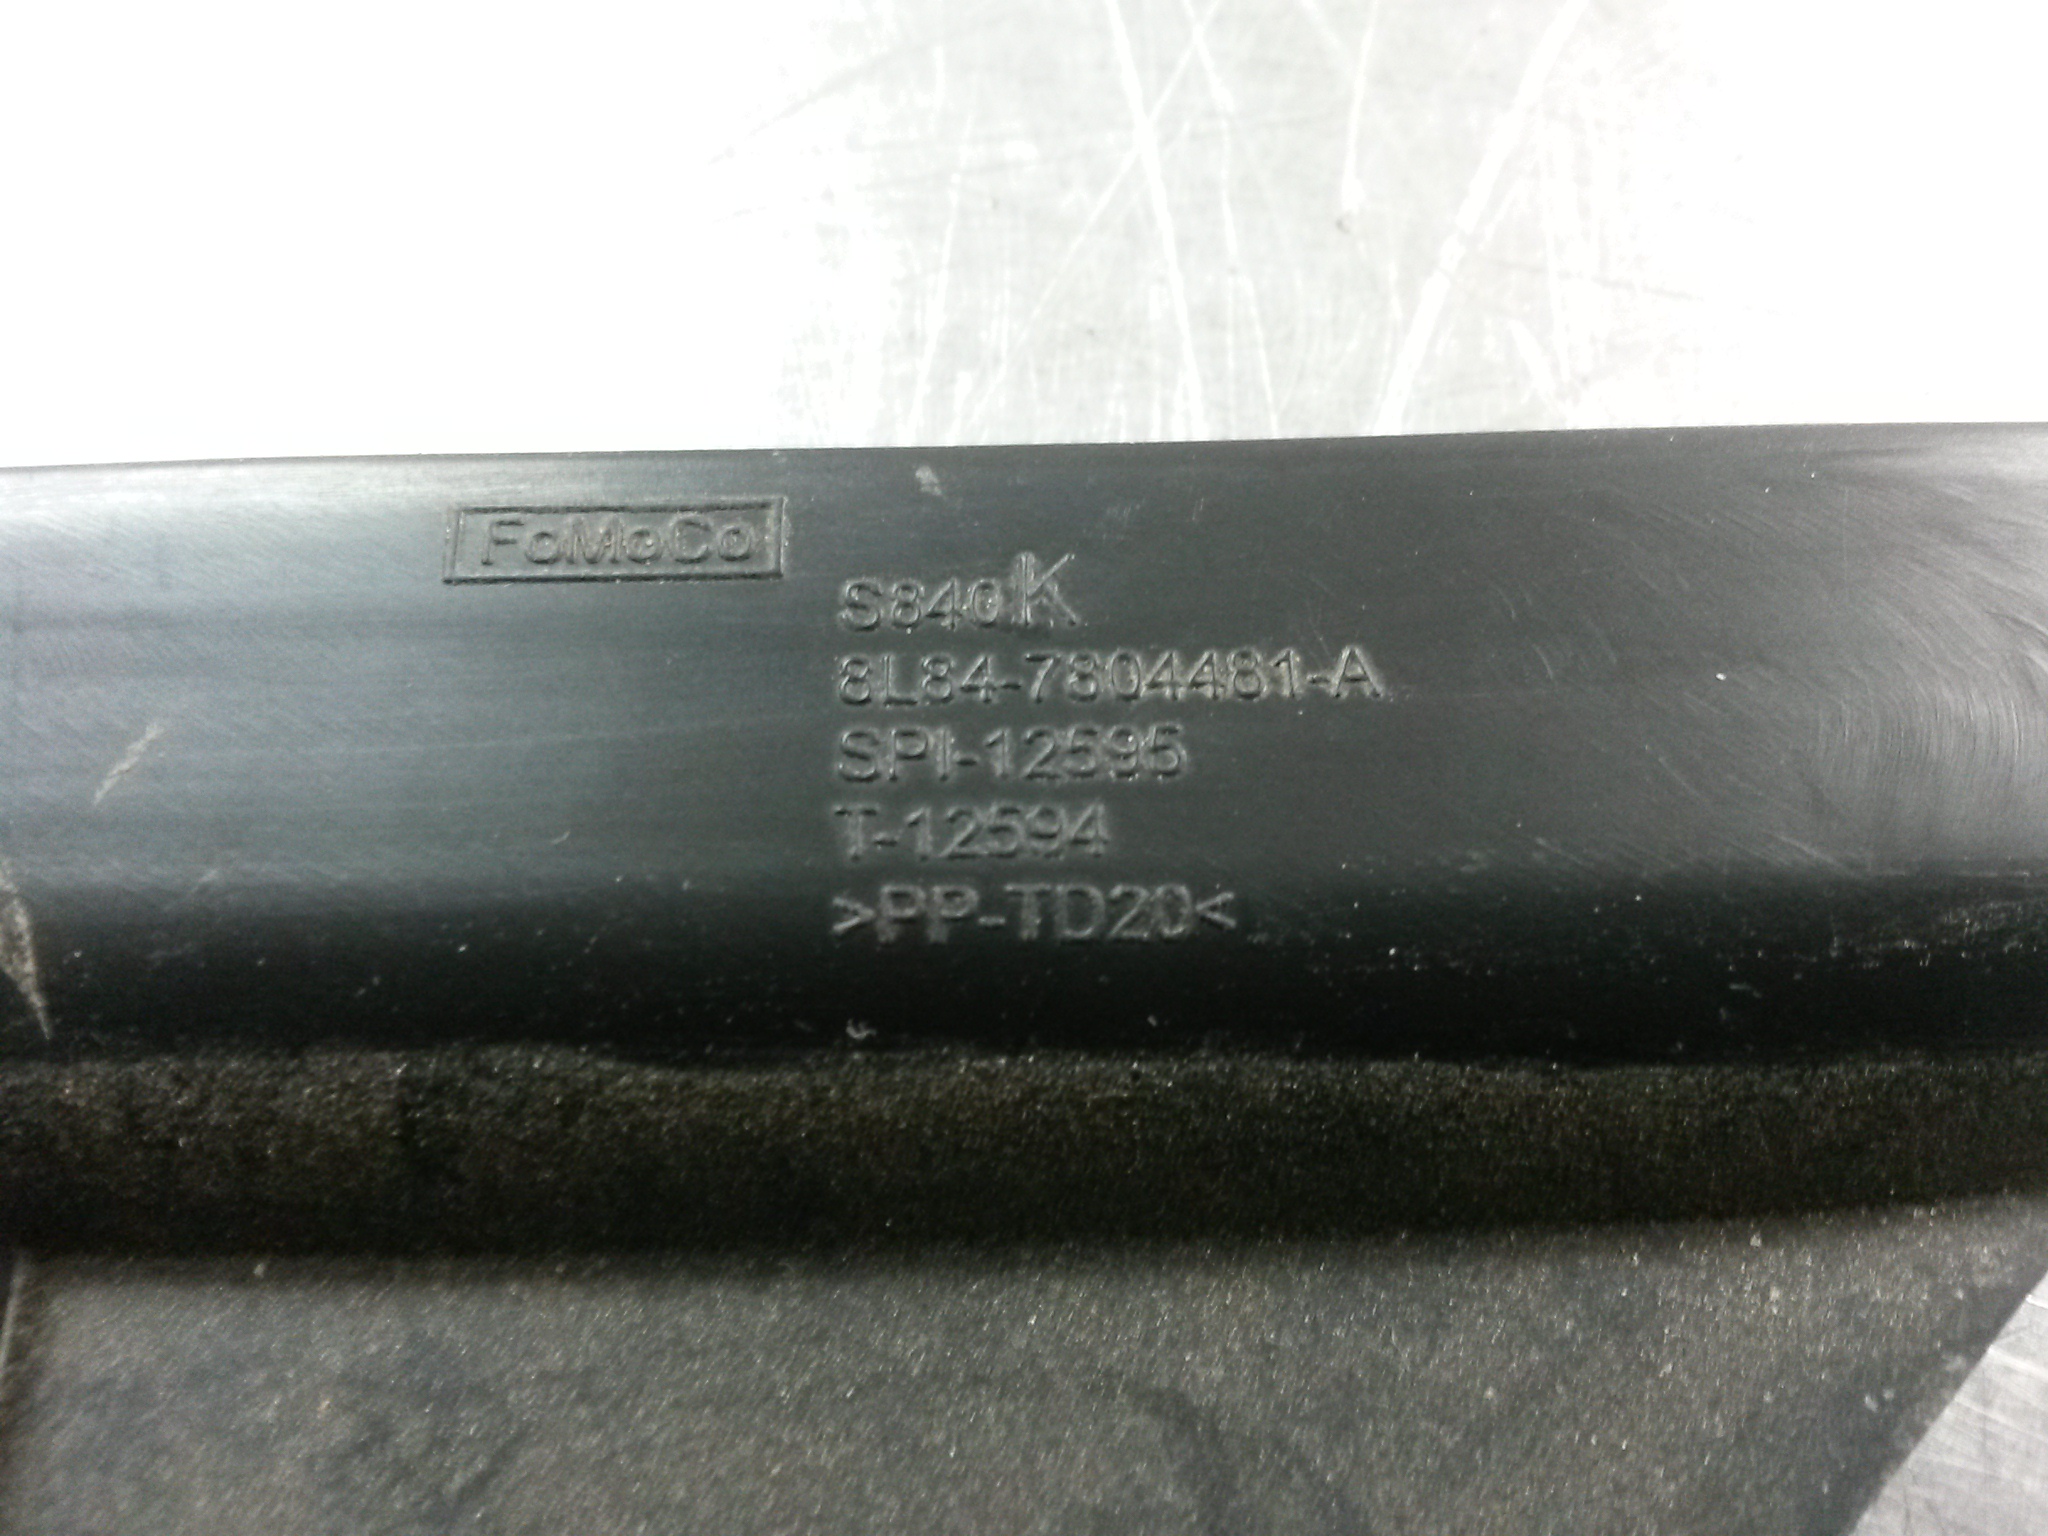 FoMoCo
S840K
8L84-7804481-A
SPI-12595
T-12594
>PP-TD20<